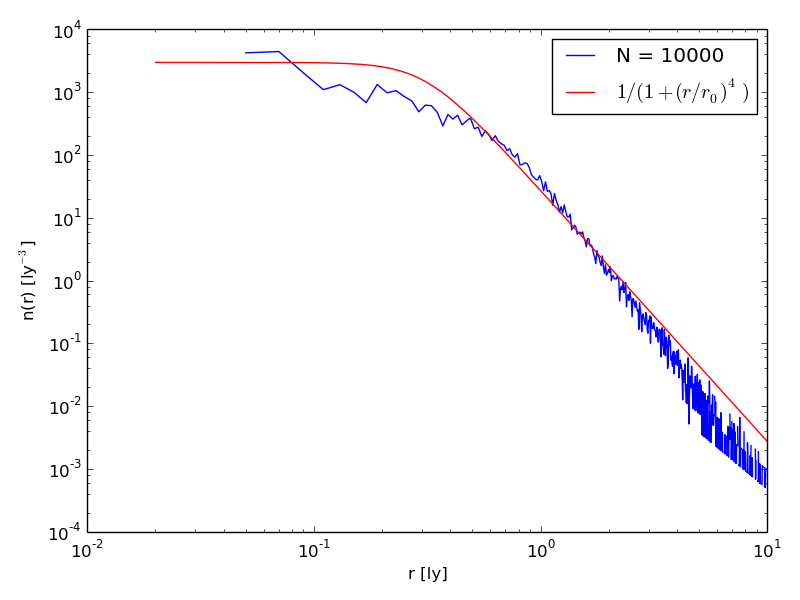 10⁴
10³
10²
10¹
10⁰
10⁻¹
10⁻²
10⁻³
10⁻⁴
n(r) [ly⁻³]
N = 10000
1/(1+(r/r₀)⁴ )
10⁻² 10⁻¹ 10⁰ 10¹
r [ly]